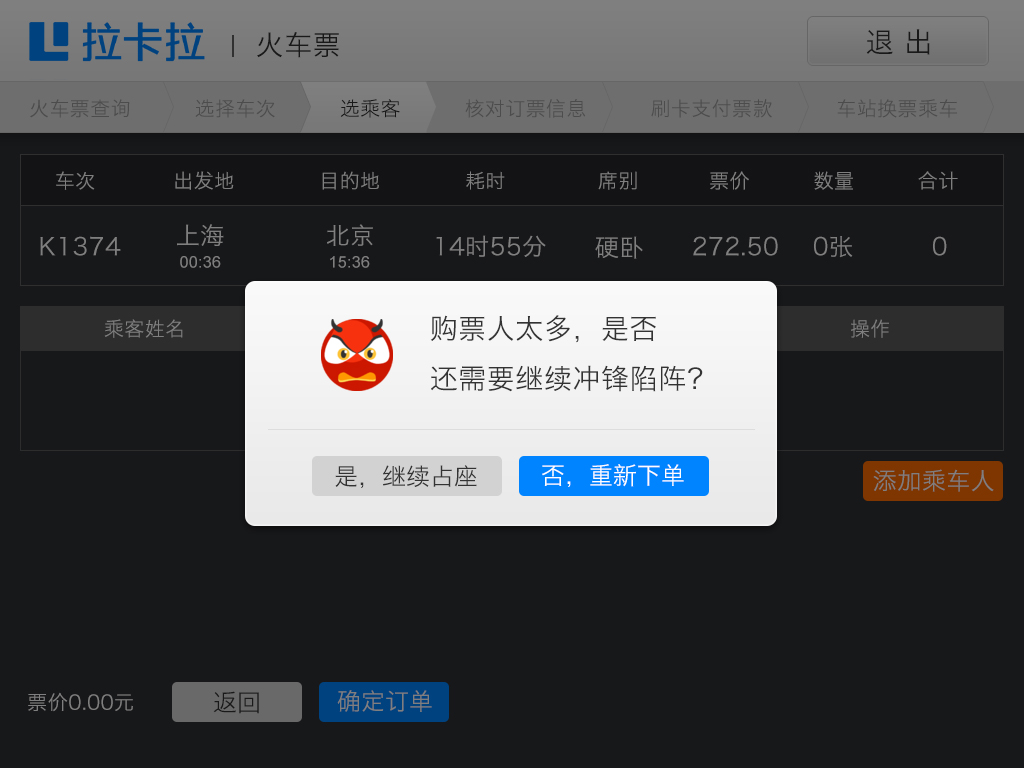 拉卡拉 | 火车票
退 出
火车票查询 选择车次 选乘客 核对订票信息 刷卡支付票款 车站换票乘车
车次 出发地 目的地 耗时 席别 票价 数量 合计
K1374 上海 北京 14时55分 硬卧 272.50 0张 0
00:36 15:36
乘客姓名 操作
购票人太多，是否
还需要继续冲锋陷阵？
是，继续占座 否，重新下单
添加乘车人
票价0.00元 返回 确定订单